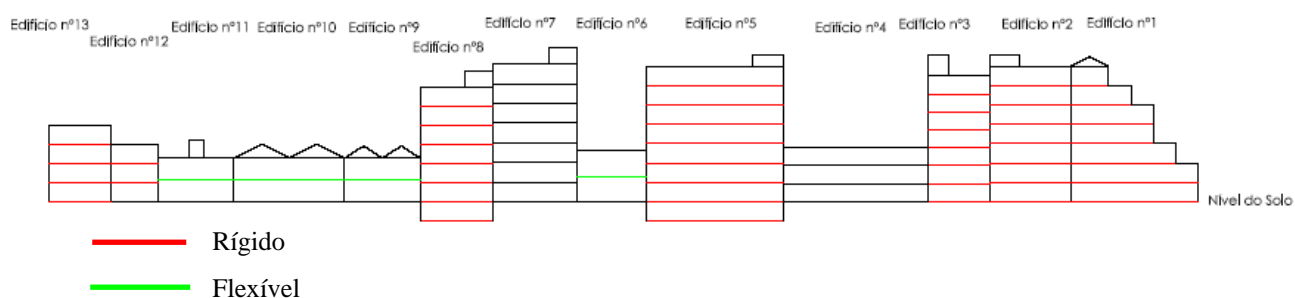 Edifício nº13
Edifício nº12
Edifício nº11
Edifício nº10
Edifício nº9
Edifício nº8
Edifício nº7
Edifício nº6
Edifício nº5
Edifício nº4
Edifício nº3
Edifício nº2
Edifício nº1
Nível do Solo
Rígido
Flexível